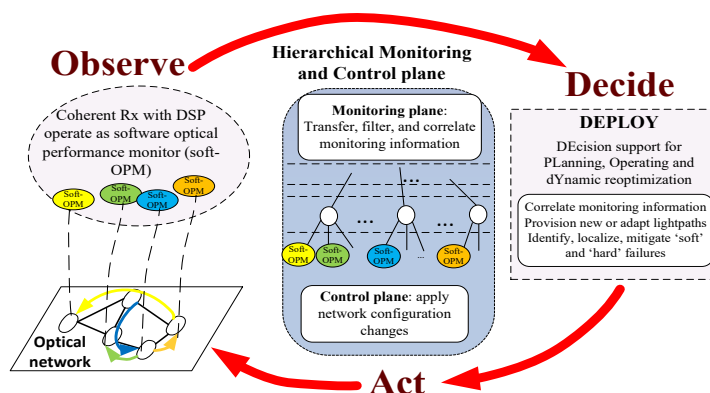 Observe
Coherent Rx with DSP
operate as software optical
performance monitor (soft-
OPM)
Soft-
OPM
Soft-
OPM
Soft-
OPM
Soft-
OPM
Optical
network
Hierarchical Monitoring
and Control plane
Monitoring plane:
Transfer, filter, and correlate
monitoring information
...
... ...
Soft-
OPM
Soft-
OPM
Soft-
OPM
...
Soft-
OPM
Control plane: apply
network configuration
changes
Decide
DEPLOY
DEcision support for
PLanning, Operating and
dYnamic reoptimization
Correlate monitoring information
Provision new or adapt lightpaths
Identify, localize, mitigate ‘soft’
and ‘hard’ failures
Act